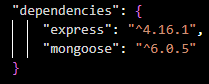 "dependencies": {
"express": "^4.16.1",
"mongoose": "^6.0.5"
}